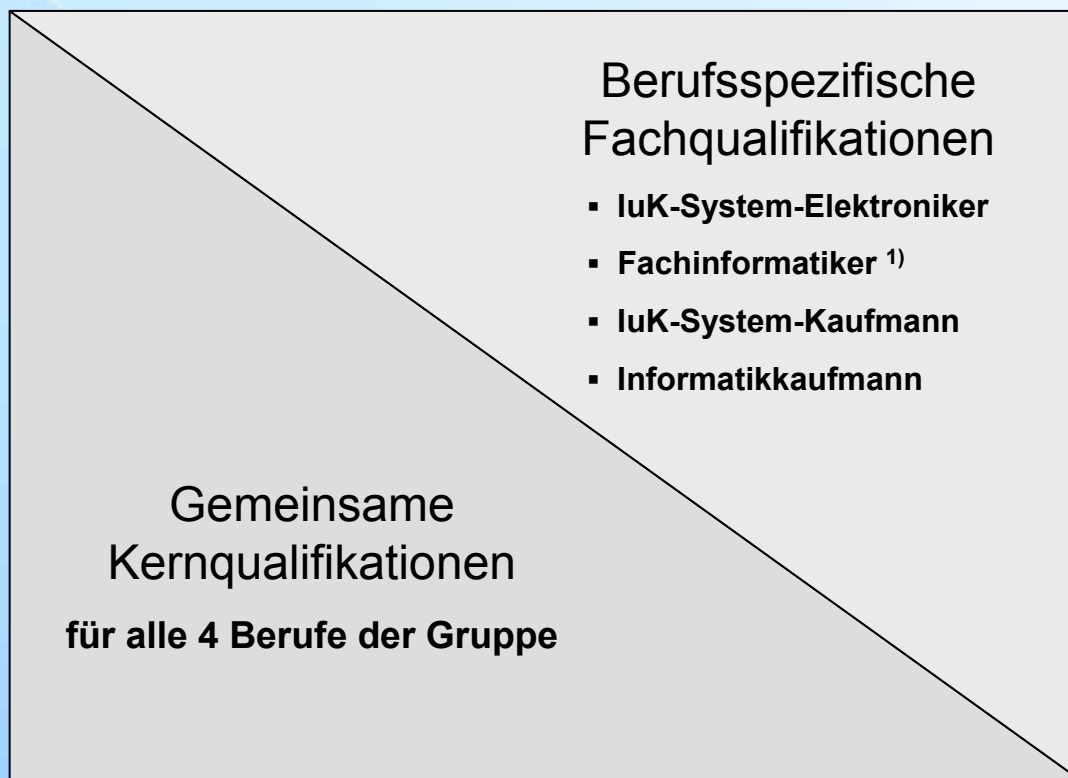 Berufsspezifische
Fachqualifikationen
▪ IuK-System-Elektroniker
▪ Fachinformatiker ¹⁾
▪ IuK-System-Kaufmann
▪ Informatikkaufmann
Gemeinsame
Kernqualifikationen
für alle 4 Berufe der Gruppe